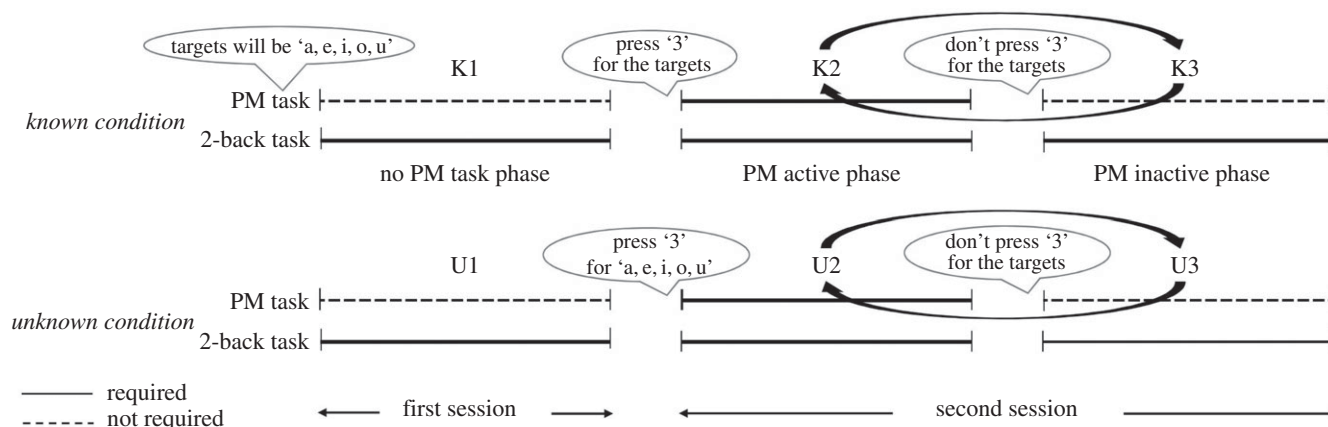 targets will be ‘a, e, i, o, u’
press ‘3’
for the targets
don’t press ‘3’
for the targets
K1
K2
K3
PM task
known condition
2-back task
no PM task phase
PM active phase
PM inactive phase
press ‘3’
for ‘a, e, i, o, u’
don’t press ‘3’
for the targets
U1
U2
U3
PM task
unknown condition
2-back task
required
not required
first session
second session